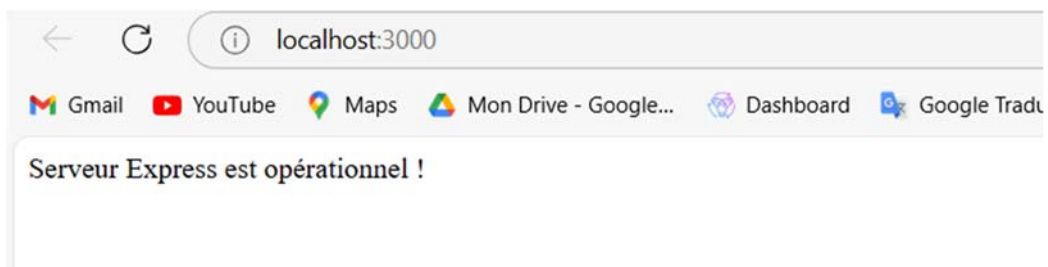 localhost:3000
Gmail YouTube Maps Mon Drive - Google... Dashboard Google Tradu
Serveur Express est opérationnel !